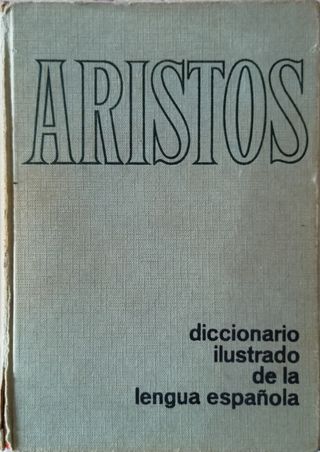 ARISTOS
diccionario
ilustrado
de la
lengua española